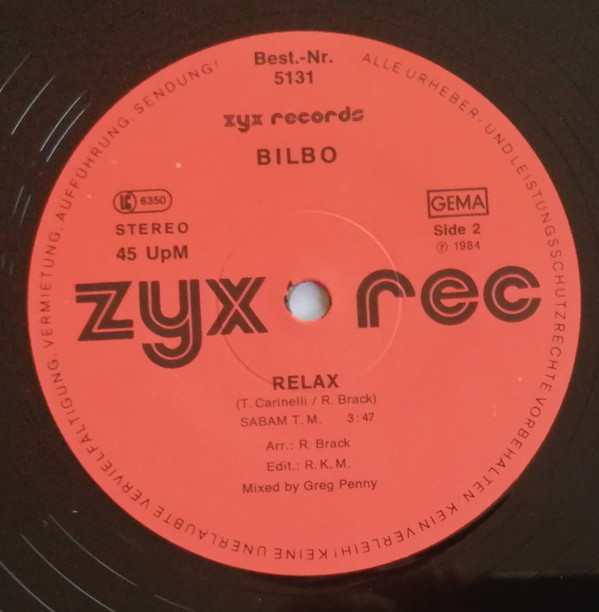 Best.-Nr.
5131
zyx records
BILBO
LC 6350
STEREO
45 UpM
GEMA
Side 2
Ⓟ 1984
zyx rec
RELAX
(T. Carinelli / R. Brack)
SABAM T. M. 3:47
Arr.: R. Brack
Edit.: R. K. M.
Mixed by Greg Penny
ALLE URHEBER- UND LEISTUNGSSCHUTZRECHTE VORBEHALTEN. KEIN VERLEIH! KEINE UNERLAUBTE VERVIELFÄLTIGUNG, VERMIETUNG, AUFFÜHRUNG, SENDUNG!